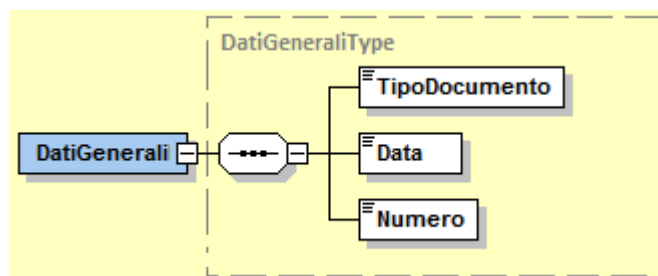 DatiGeneraliType
TipoDocumento
DatiGenerali
Data
Numero